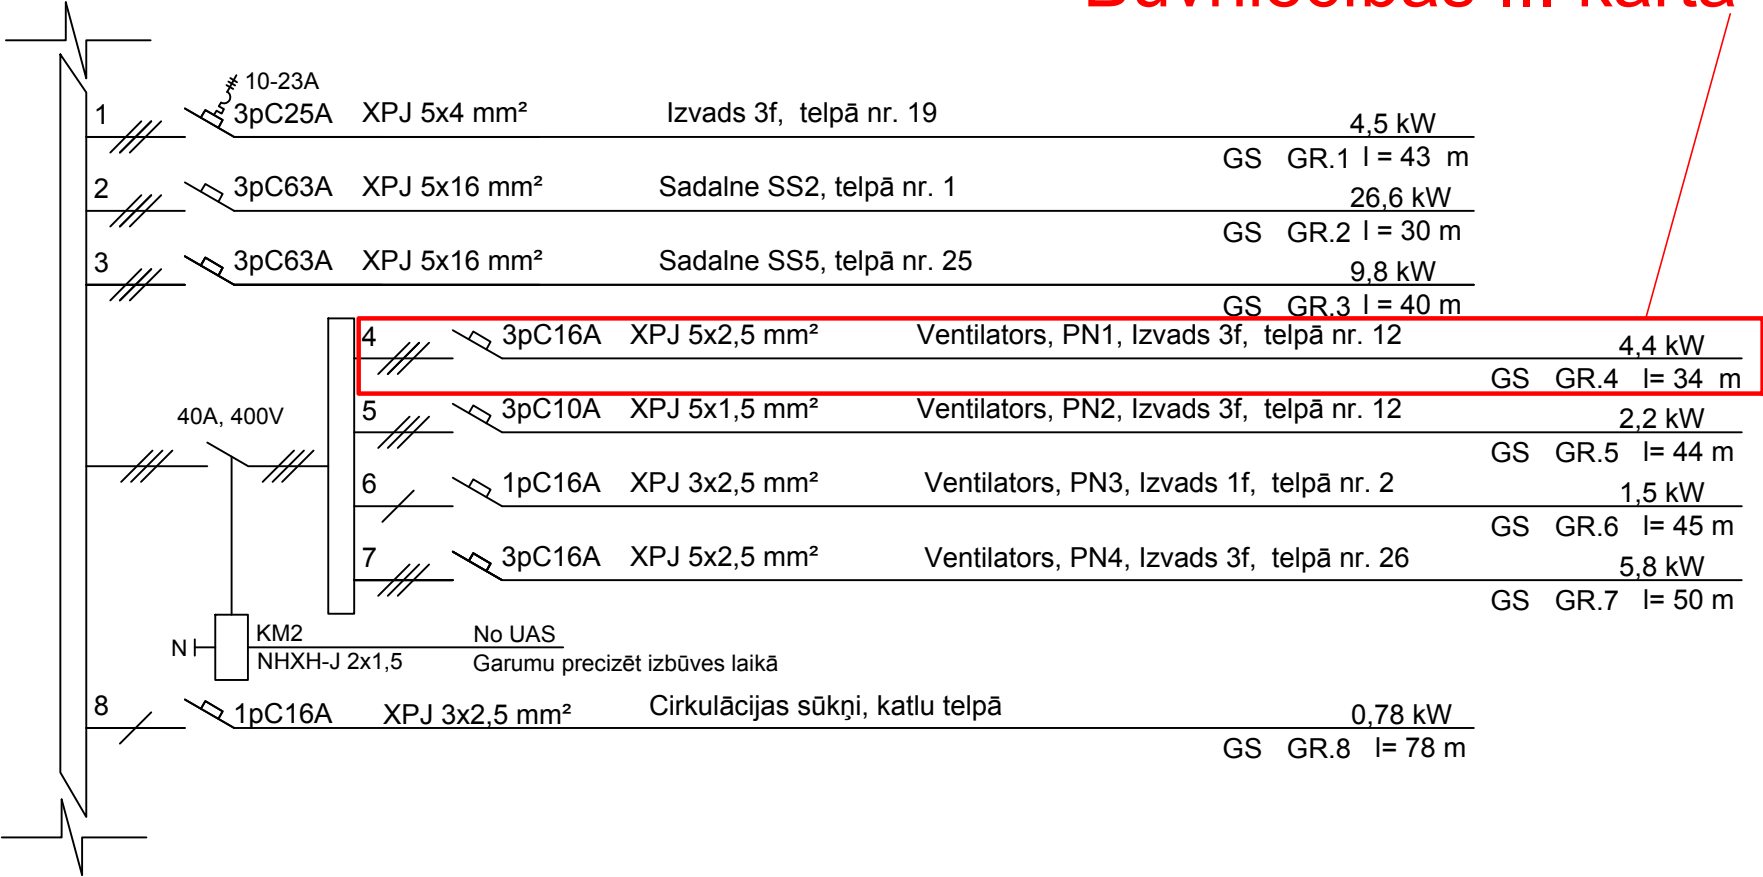 Būvniecības III kārta
10-23A
1 3pC25A XPJ 5x4 mm² Izvads 3f, telpā nr. 19 4,5 kW
GS GR.1 l = 43 m
2 3pC63A XPJ 5x16 mm² Sadalne SS2, telpā nr. 1 26,6 kW
GS GR.2 l = 30 m
3 3pC63A XPJ 5x16 mm² Sadalne SS5, telpā nr. 25 9,8 kW
GS GR.3 l = 40 m
4 3pC16A XPJ 5x2,5 mm² Ventilators, PN1, Izvads 3f, telpā nr. 12 4,4 kW
GS GR.4 l= 34 m
40A, 400V
5 3pC10A XPJ 5x1,5 mm² Ventilators, PN2, Izvads 3f, telpā nr. 12 2,2 kW
GS GR.5 l= 44 m
6 1pC16A XPJ 3x2,5 mm² Ventilators, PN3, Izvads 1f, telpā nr. 2 1,5 kW
GS GR.6 l= 45 m
7 3pC16A XPJ 5x2,5 mm² Ventilators, PN4, Izvads 3f, telpā nr. 26 5,8 kW
GS GR.7 l= 50 m
N KM2 No UAS
NHXH-J 2x1,5 Garumu precizēt izbūves laikā
8 1pC16A XPJ 3x2,5 mm² Cirkulācijas sūkņi, katlu telpā 0,78 kW
GS GR.8 l= 78 m